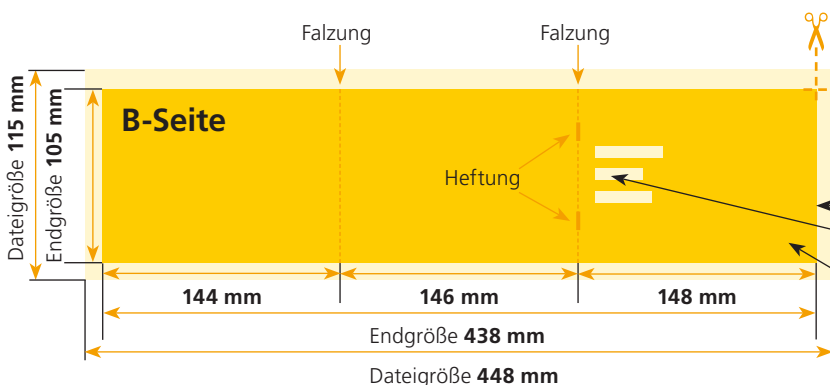 Falzung
Falzung
Dateigröße 115 mm
Endgröße 105 mm
B-Seite
Heftung
144 mm
146 mm
148 mm
Endgröße 438 mm
Dateigröße 448 mm